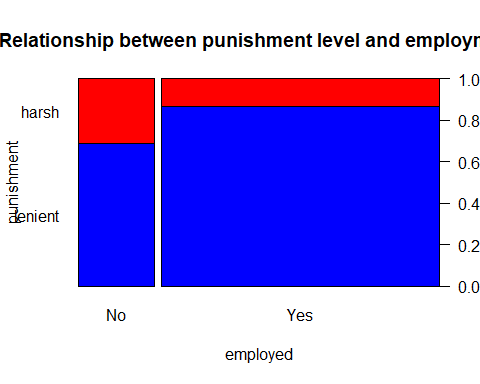 Relationship between punishment level and employ
harsh
lenient
punishment
1.0
0.8
0.6
0.4
0.2
0.0
No
Yes
employed